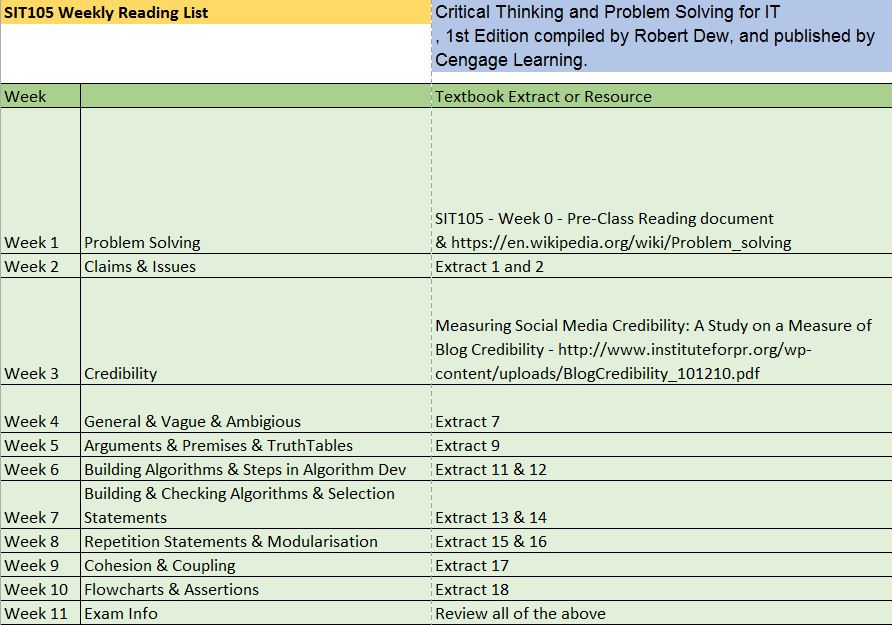 SIT105 Weekly Reading List
Critical Thinking and Problem Solving for IT
, 1st Edition compiled by Robert Dew, and published by
Cengage Learning.
Week Textbook Extract or Resource
SIT105 - Week 0 - Pre-Class Reading document
Week 1 Problem Solving & https://en.wikipedia.org/wiki/Problem_solving
Week 2 Claims & Issues Extract 1 and 2
Measuring Social Media Credibility: A Study on a Measure of
Blog Credibility - http://www.instituteforpr.org/wp-
Week 3 Credibility content/uploads/BlogCredibility_101210.pdf
Week 4 General & Vague & Ambigious Extract 7
Week 5 Arguments & Premises & TruthTables Extract 9
Week 6 Building Algorithms & Steps in Algorithm Dev Extract 11 & 12
Building & Checking Algorithms & Selection
Week 7 Statements Extract 13 & 14
Week 8 Repetition Statements & Modularisation Extract 15 & 16
Week 9 Cohesion & Coupling Extract 17
Week 10 Flowcharts & Assertions Extract 18
Week 11 Exam Info Review all of the above